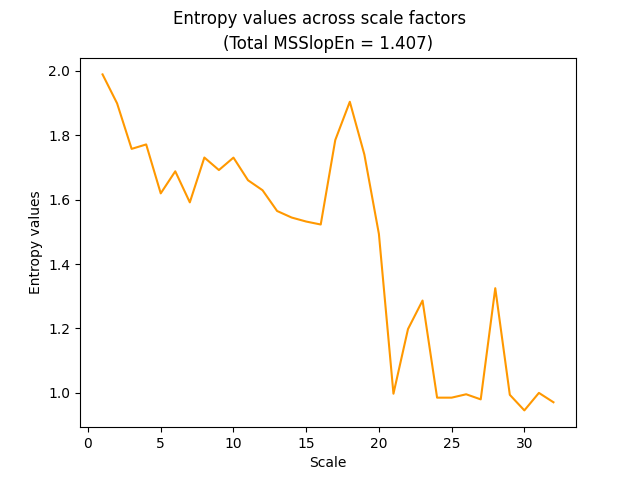 Entropy values across scale factors
(Total MSSlopEn = 1.407)
2.0
1.8
1.6
1.4
1.2
1.0
Entropy values
0 5 10 15 20 25 30
Scale